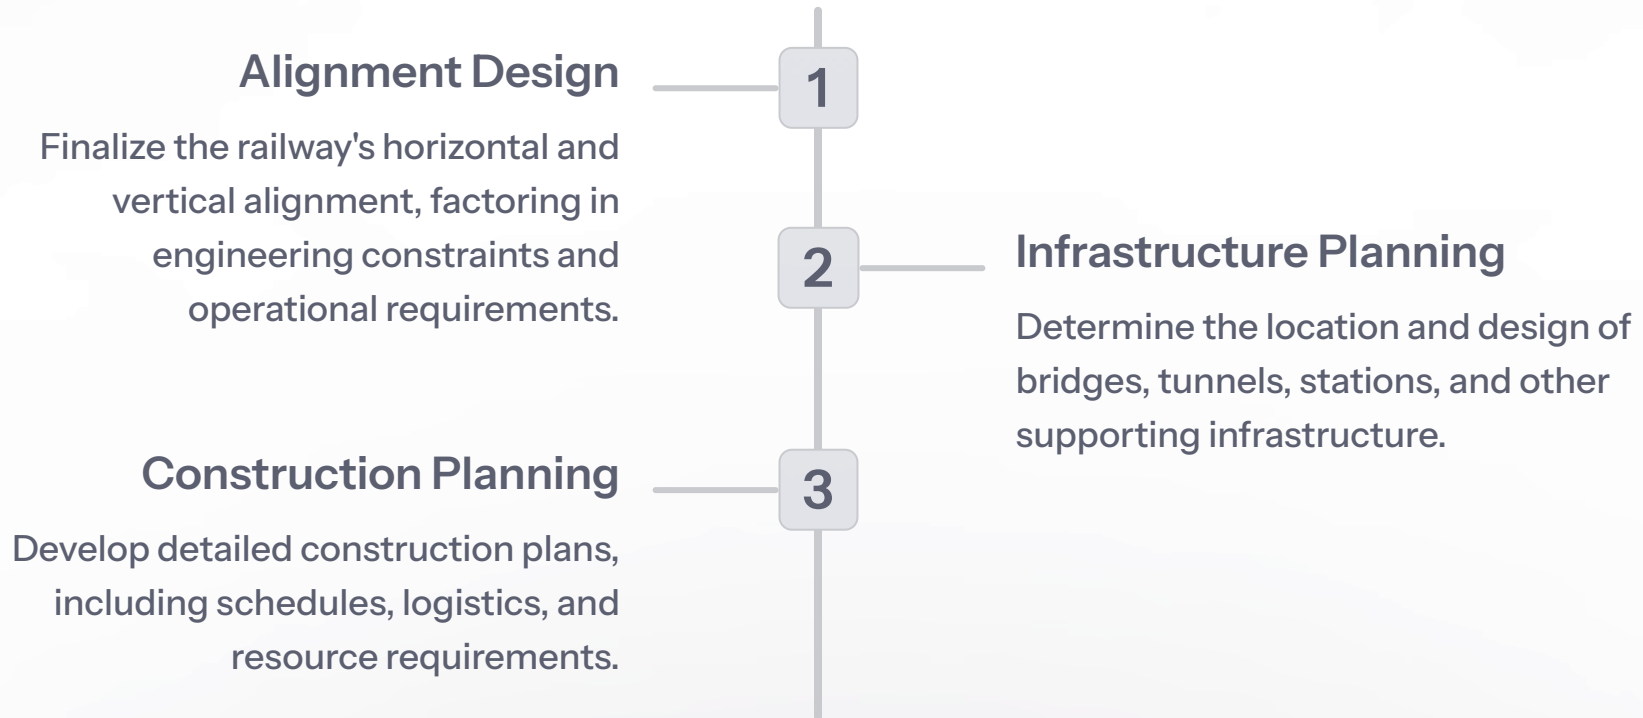 1
Alignment Design
Finalize the railway's horizontal and
vertical alignment, factoring in
engineering constraints and
operational requirements.
2
Infrastructure Planning
Determine the location and design of
bridges, tunnels, stations, and other
supporting infrastructure.
3
Construction Planning
Develop detailed construction plans,
including schedules, logistics, and
resource requirements.